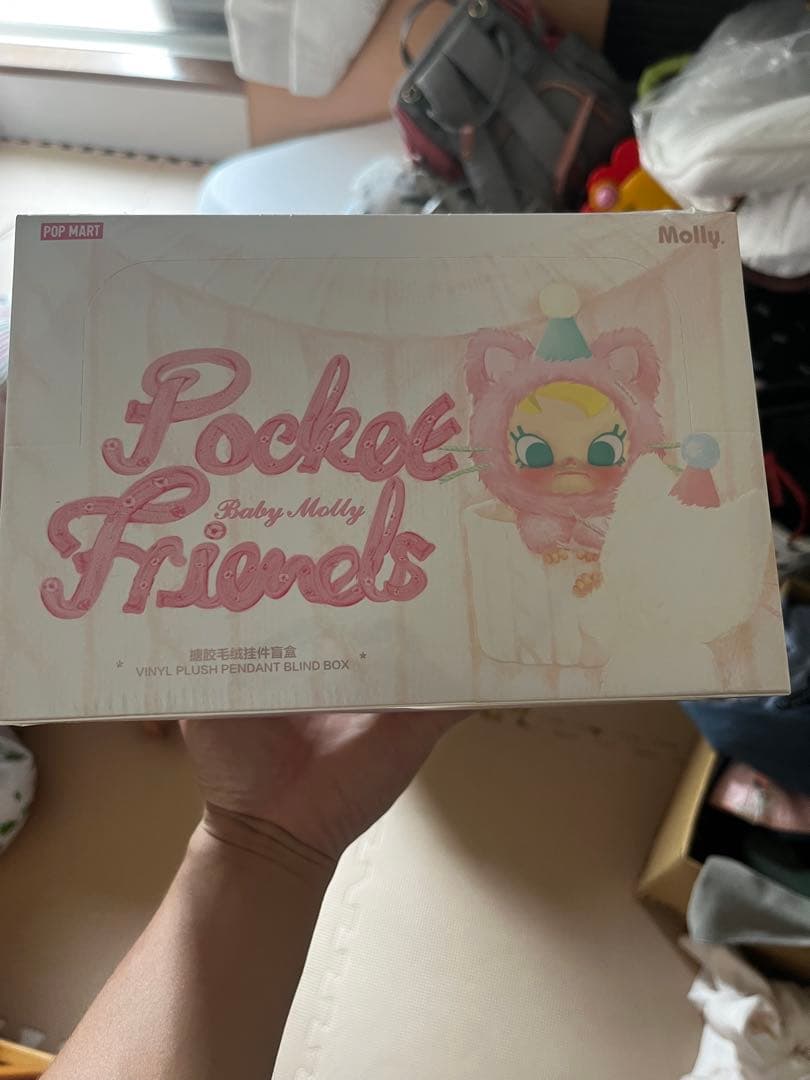 POP MART
Molly.
Pocket
Baby Molly
Friends
搪胶毛绒挂件盲盒
* VINYL PLUSH PENDANT BLIND BOX *